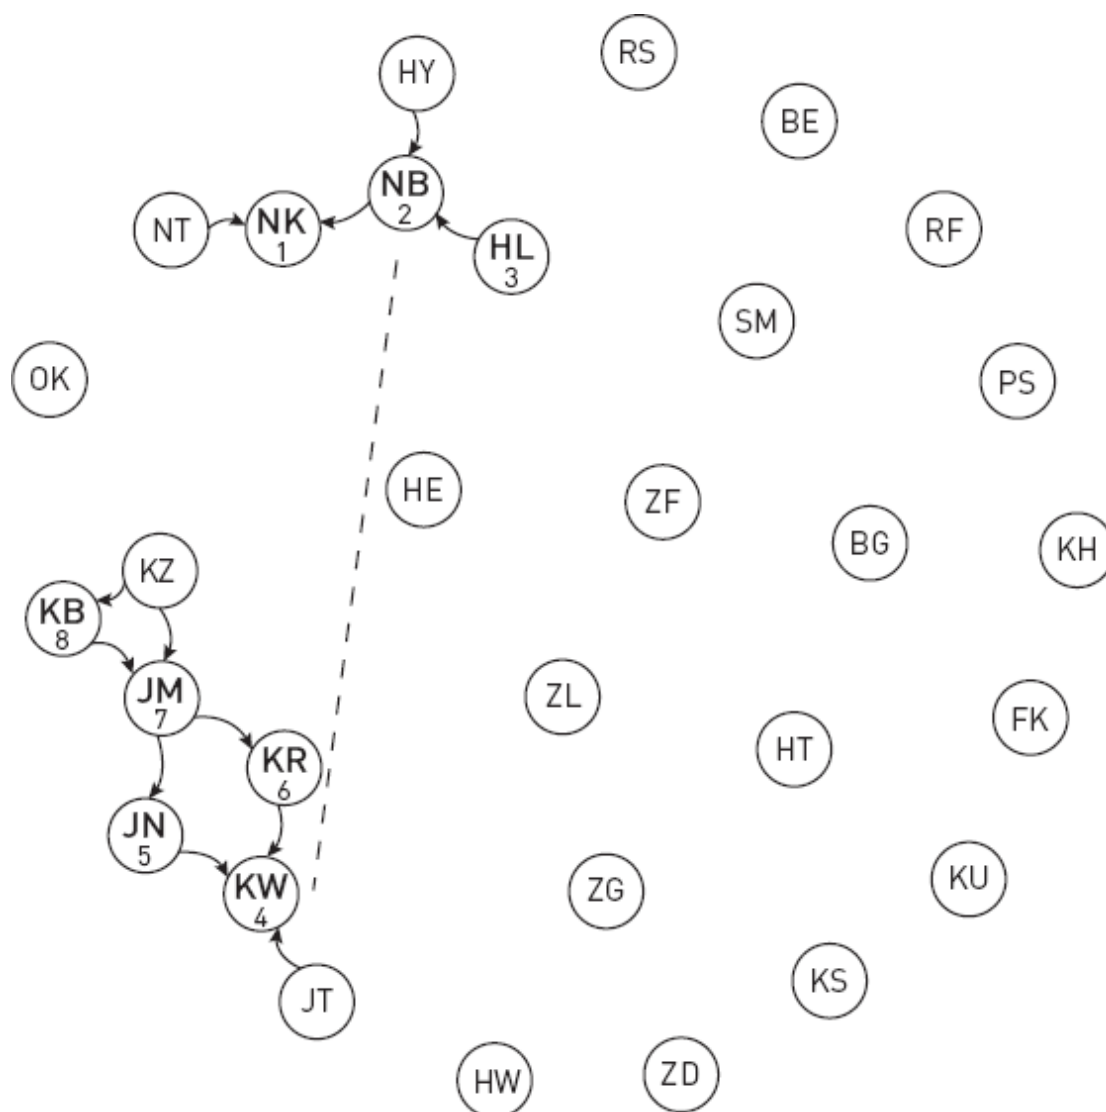 RS
HY
BE
NB
2
NT
NK
1
RF
HL
3
SM
OK
PS
HE
ZF
BG
KH
KZ
KB
8
JM
7
ZL
FK
HT
KR
6
JN
5
KW
4
ZG
KU
KS
JT
HW
ZD